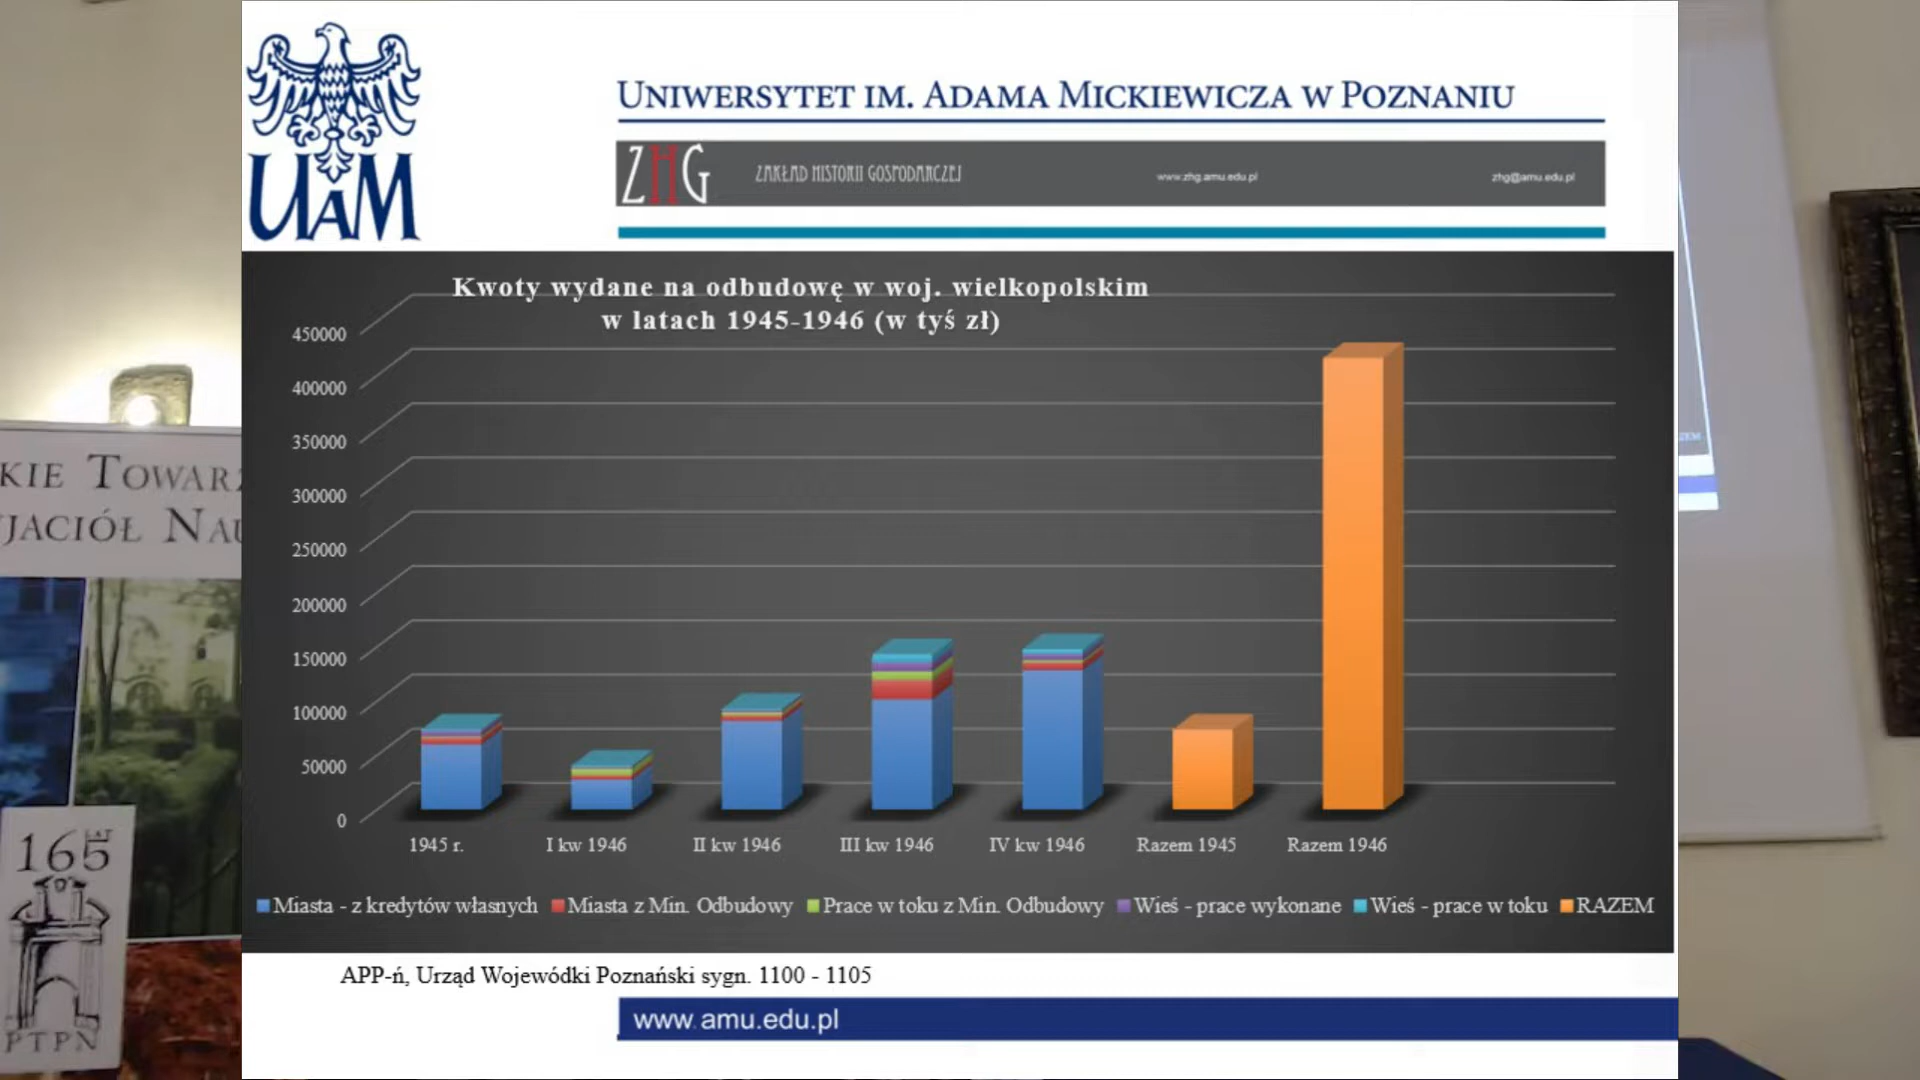 UAM
UNIWERSYTET IM. ADAMA MICKIEWICZA W POZNANIU
ZHG ZAKŁAD HISTORII GOSPODARCZEJ www.zhg.amu.edu.pl zhg@amu.edu.pl
Kwoty wydane na odbudowę w woj. wielkopolskim
w latach 1945-1946 (w tyś zł)
450000
400000
350000
300000
250000
200000
150000
100000
50000
0
1945 r. I kw 1946 II kw 1946 III kw 1946 IV kw 1946 Razem 1945 Razem 1946
Miasta - z kredytów własnych Miasta z Min. Odbudowy Prace w toku z Min. Odbudowy Wieś - prace wykonane Wieś - prace w toku RAZEM
APP-ń, Urząd Wojewódki Poznański sygn. 1100 - 1105
www.amu.edu.pl
KIE TOWARZ
YJACIÓŁ NAU
165 LAT
PTPN